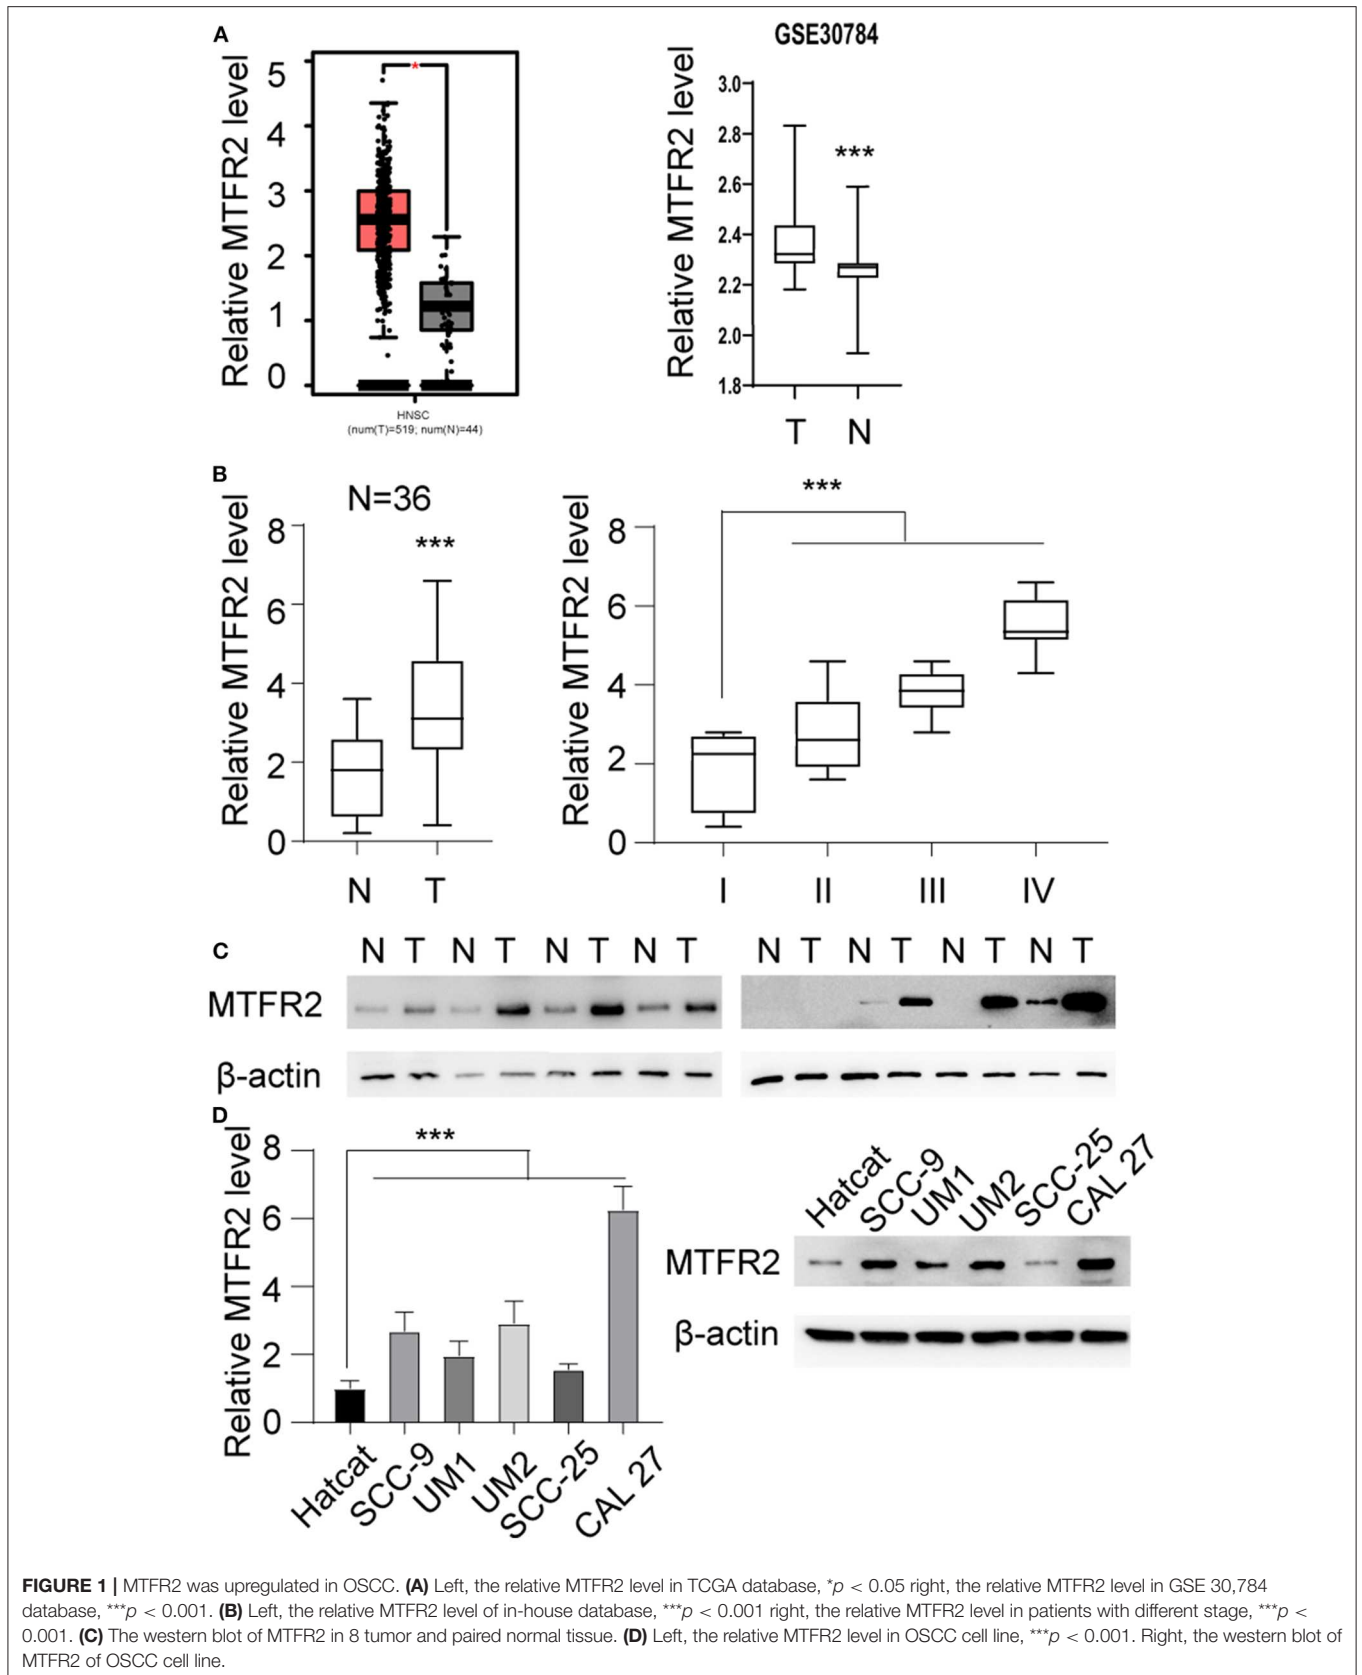 A
Relative MTFR2 level
5
4
3
2
1
0
*
HNSC
(num(T)=519; num(N)=44)
GSE30784
Relative MTFR2 level
3.0
2.8
2.6
2.4
2.2
2.0
1.8
***
T N
B
N=36
Relative MTFR2 level
8
6
4
2
0
***
N T
Relative MTFR2 level
8
6
4
2
0
***
I II III IV
C
N T N T N T N T
N T N T N T N T
MTFR2
β-actin
D
Relative MTFR2 level
8
6
4
2
0
***
Hatcat SCC-9 UM1 UM2 SCC-25 CAL 27
Hatcat SCC-9 UM1 UM2 SCC-25 CAL 27
MTFR2
β-actin
FIGURE 1 | MTFR2 was upregulated in OSCC. (A) Left, the relative MTFR2 level in TCGA database, *p < 0.05 right, the relative MTFR2 level in GSE 30,784
database, ***p < 0.001. (B) Left, the relative MTFR2 level of in-house database, ***p < 0.001 right, the relative MTFR2 level in patients with different stage, ***p <
0.001. (C) The western blot of MTFR2 in 8 tumor and paired normal tissue. (D) Left, the relative MTFR2 level in OSCC cell line, ***p < 0.001. Right, the western blot of
MTFR2 of OSCC cell line.